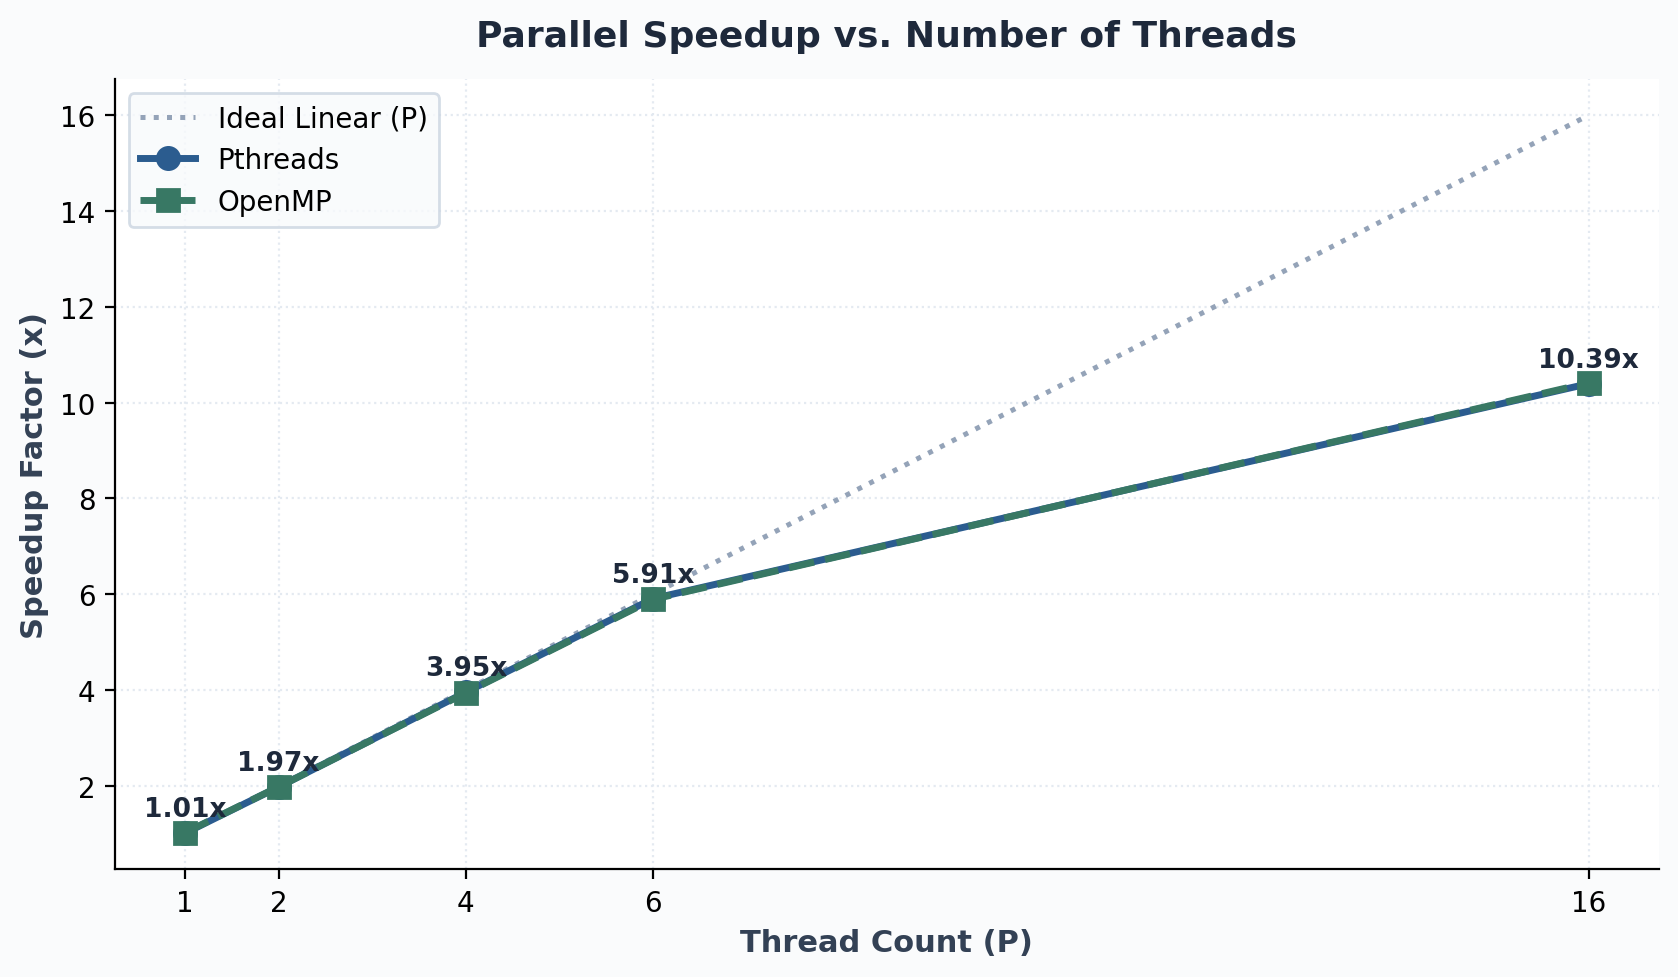 Parallel Speedup vs. Number of Threads
Ideal Linear (P)
Pthreads
OpenMP
Speedup Factor (x)
16
14
12
10
8
6
4
2
1.01x
1.97x
3.95x
5.91x
10.39x
1
2
4
6
16
Thread Count (P)